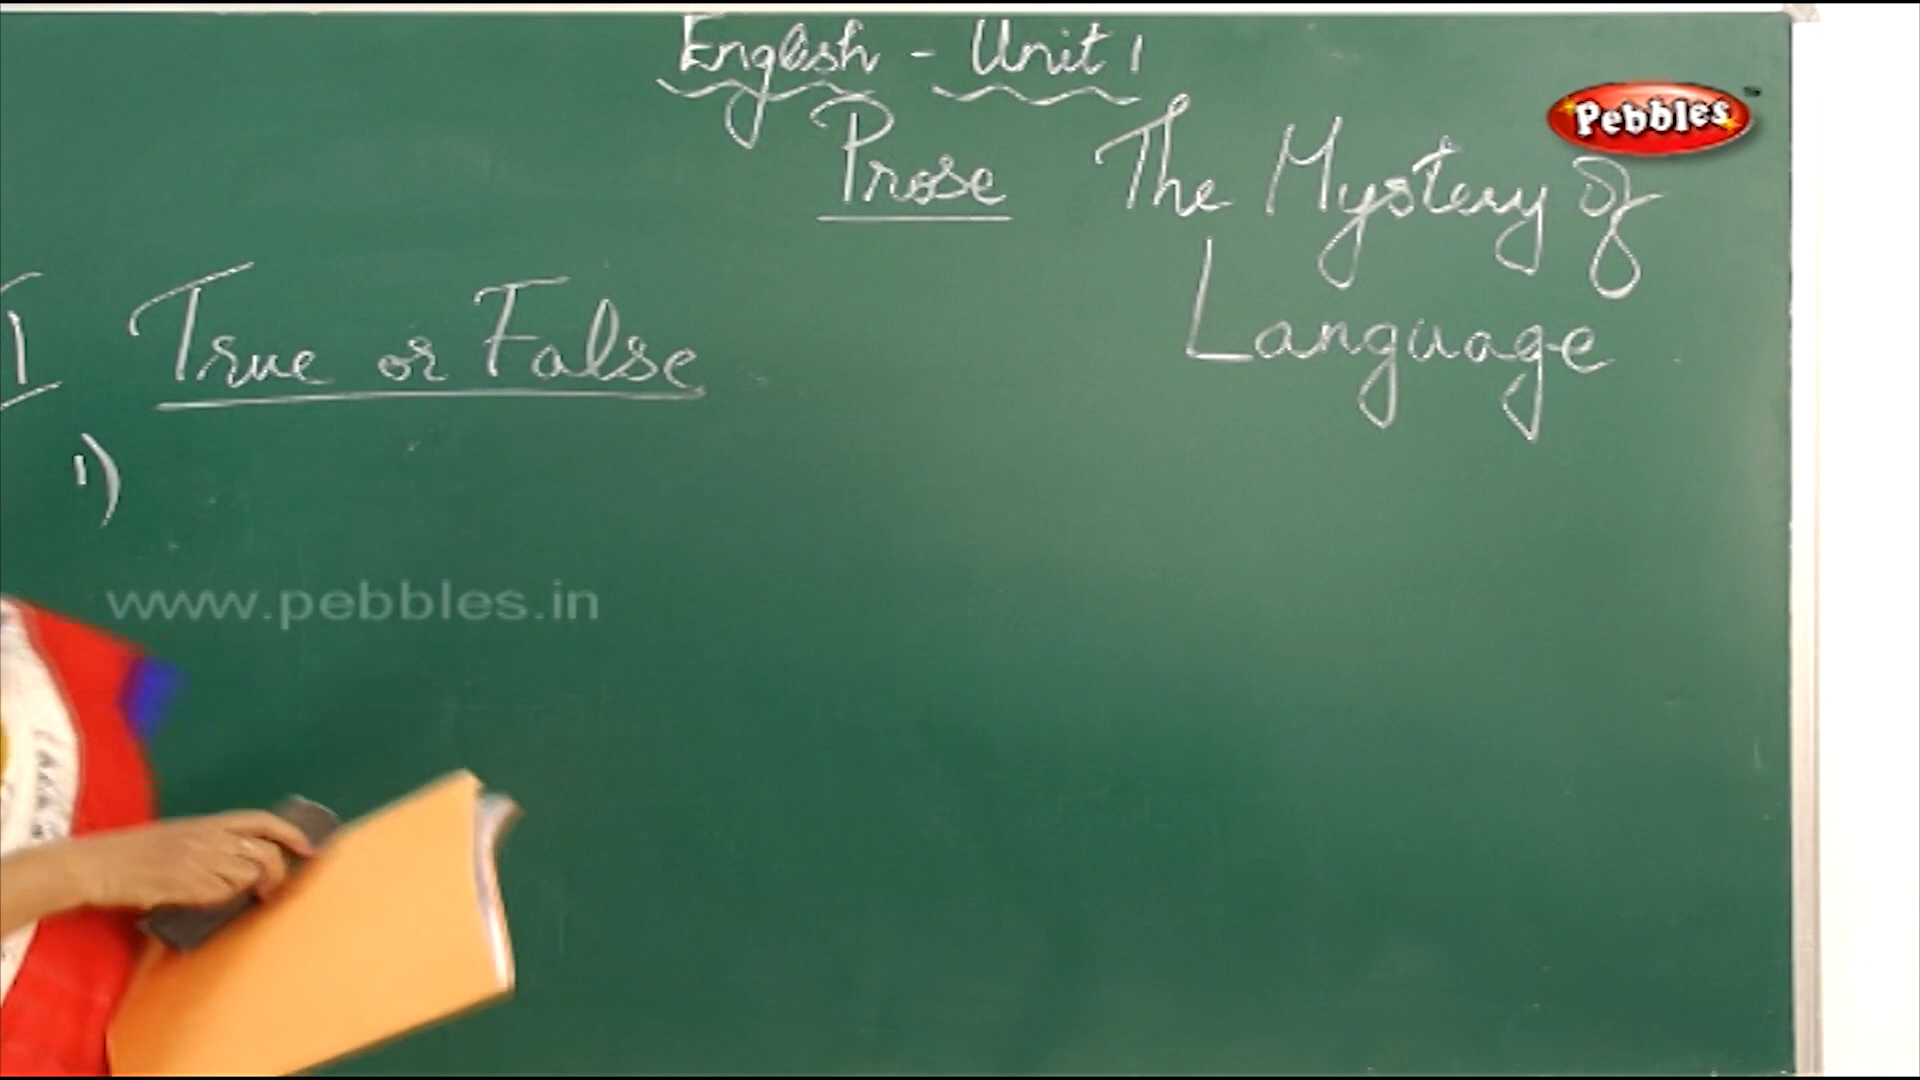 English - Unit 1
Pebbles
Prose The Mystery of
Language
I True or False
1)
www.pebbles.in